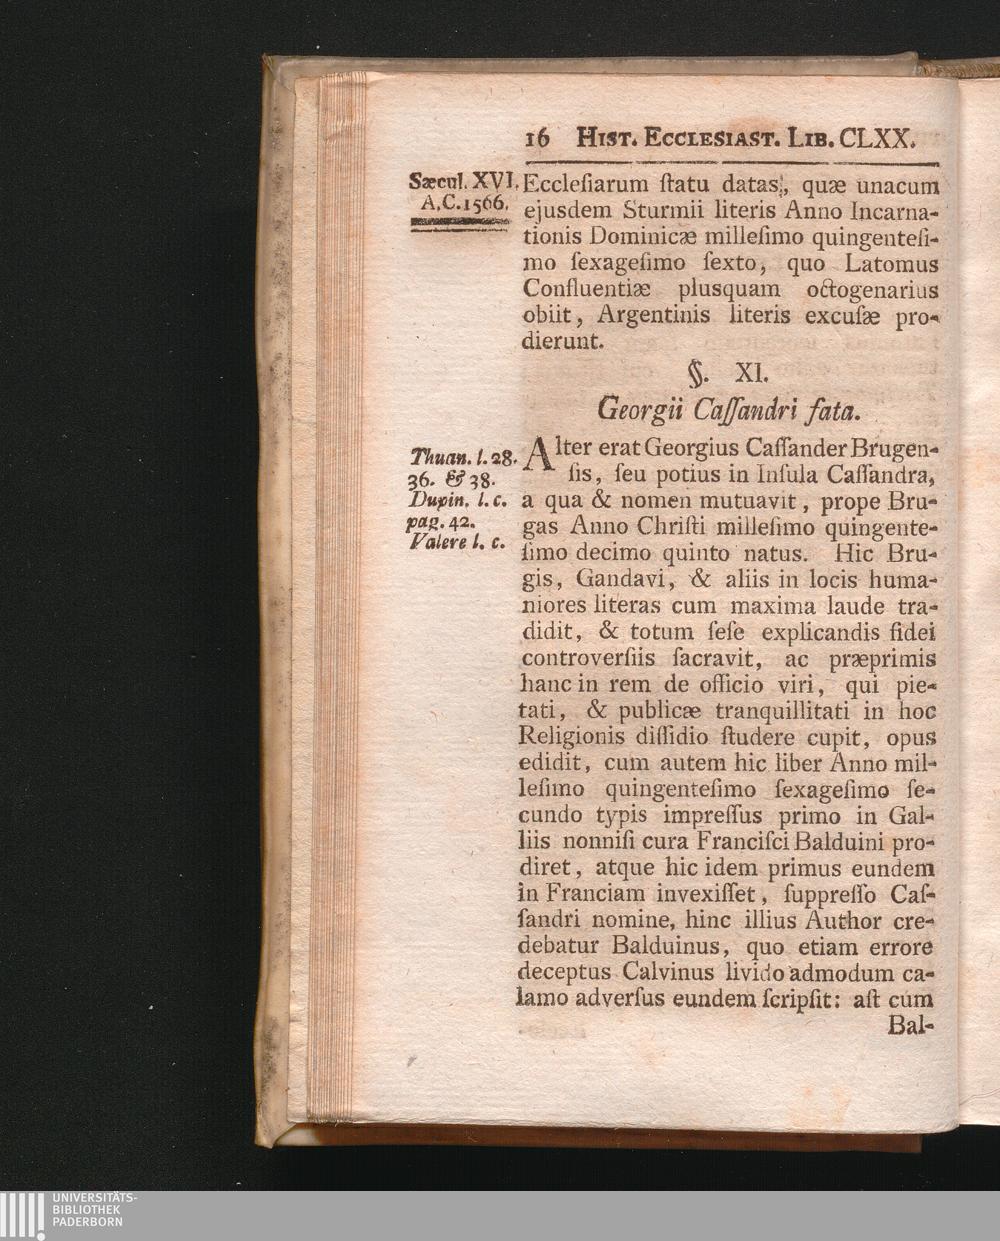 16 HIST. ECCLESIAST. LIB. CLXX.
Sæcul. XVI.
A.C.1566.
Eccleſiarum ſtatu datas, quæ unacum
ejusdem Sturmii literis Anno Incarna-
tionis Dominicæ milleſimo quingenteſi-
mo ſexageſimo ſexto, quo Latomus
Confluentiæ plusquam octogenarius
obiit, Argentinis literis excuſæ pro-
dierunt.
§. XI.
Georgii Caſſandri fata.
Thuan. l. 28.
36. & 38.
Dupin. l. c.
pag. 42.
Valere l. c.
Alter erat Georgius Caſſander Brugen-
ſis, ſeu potius in Inſula Caſſandra,
a qua & nomen mutuavit, prope Bru-
gas Anno Chriſti milleſimo quingente-
ſimo decimo quinto natus. Hic Bru-
gis, Gandavi, & aliis in locis huma-
niores literas cum maxima laude tra-
didit, & totum ſeſe explicandis fidei
controverſiis ſacravit, ac præprimis
hanc in rem de officio viri, qui pie-
tati, & publicæ tranquillitati in hoc
Religionis diſſidio ſtudere cupit, opus
edidit, cum autem hic liber Anno mil-
leſimo quingenteſimo ſexageſimo ſe-
cundo typis impreſſus primo in Gal-
liis nonniſi cura Franciſci Balduini pro-
diret, atque hic idem primus eundem
in Franciam invexiſſet, ſuppreſſo Caſ-
ſandri nomine, hinc illius Author cre-
debatur Balduinus, quo etiam errore
deceptus Calvinus livido admodum ca-
lamo adverſus eundem ſcripſit: aſt cum
Bal-
UNIVERSITÄTS-
BIBLIOTHEK
PADERBORN